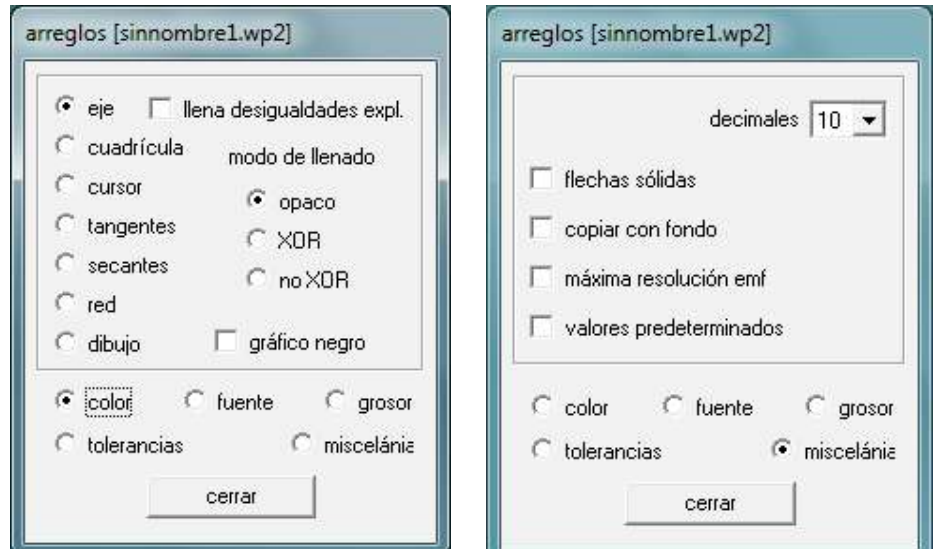 arreglos [sinnombre1.wp2]
eje llena desigualdades expl.
cuadrícula modo de llenado
cursor opaco
tangentes XOR
secantes no XOR
red
dibujo gráfico negro
color fuente grosor
tolerancias miscelánia
cerrar
arreglos [sinnombre1.wp2]
decimales 10
flechas sólidas
copiar con fondo
máxima resolución emf
valores predeterminados
color fuente grosor
tolerancias miscelánia
cerrar